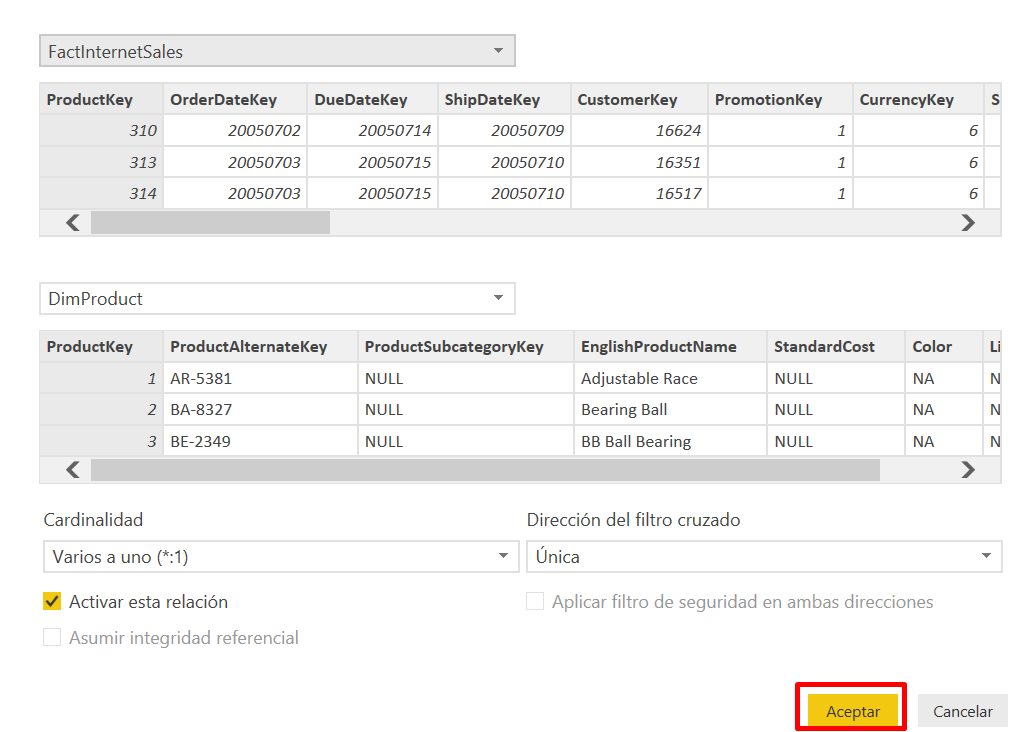 FactInternetSales
ProductKey OrderDateKey DueDateKey ShipDateKey CustomerKey PromotionKey CurrencyKey S
310 20050702 20050714 20050709 16624 1 6
313 20050703 20050715 20050710 16351 1 6
314 20050703 20050715 20050710 16517 1 6
DimProduct
ProductKey ProductAlternateKey ProductSubcategoryKey EnglishProductName StandardCost Color Li
1 AR-5381 NULL Adjustable Race NULL NA N
2 BA-8327 NULL Bearing Ball NULL NA N
3 BE-2349 NULL BB Ball Bearing NULL NA N
Cardinalidad Dirección del filtro cruzado
Varios a uno (*:1) Única
Activar esta relación Aplicar filtro de seguridad en ambas direcciones
Asumir integridad referencial
Aceptar Cancelar